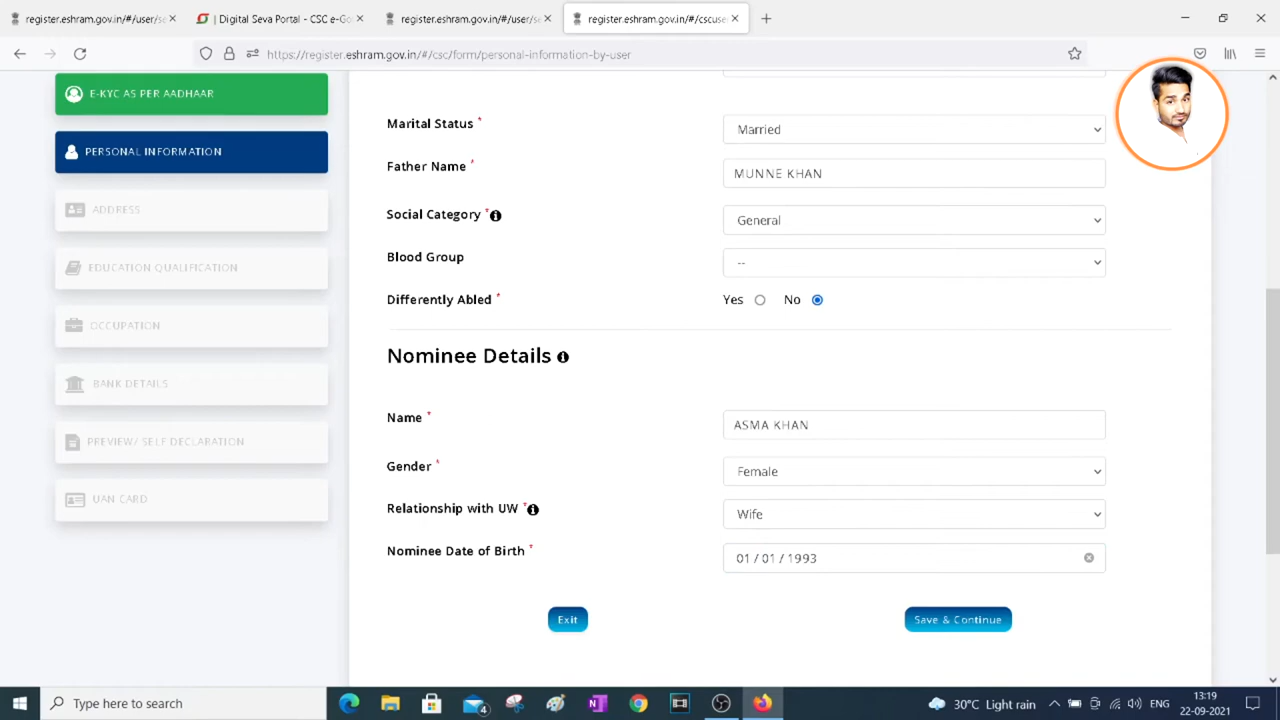 register.eshram.gov.in/#/user/se
Digital Seva Portal - CSC e-Go
register.eshram.gov.in/#/user/se
register.eshram.gov.in/#/cscuse
https://register.eshram.gov.in/#/csc/form/personal-information-by-user
E-KYC AS PER AADHAAR
PERSONAL INFORMATION
ADDRESS
EDUCATION QUALIFICATION
OCCUPATION
BANK DETAILS
PREVIEW/ SELF DECLARATION
UAN CARD
Marital Status * Married
Father Name * MUNNE KHAN
Social Category * General
Blood Group --
Differently Abled * Yes No
Nominee Details
Name * ASMA KHAN
Gender * Female
Relationship with UW * Wife
Nominee Date of Birth * 01 / 01 / 1993
Exit Save & Continue
Type here to search
4
30°C Light rain
ENG
13:19
22-09-2021